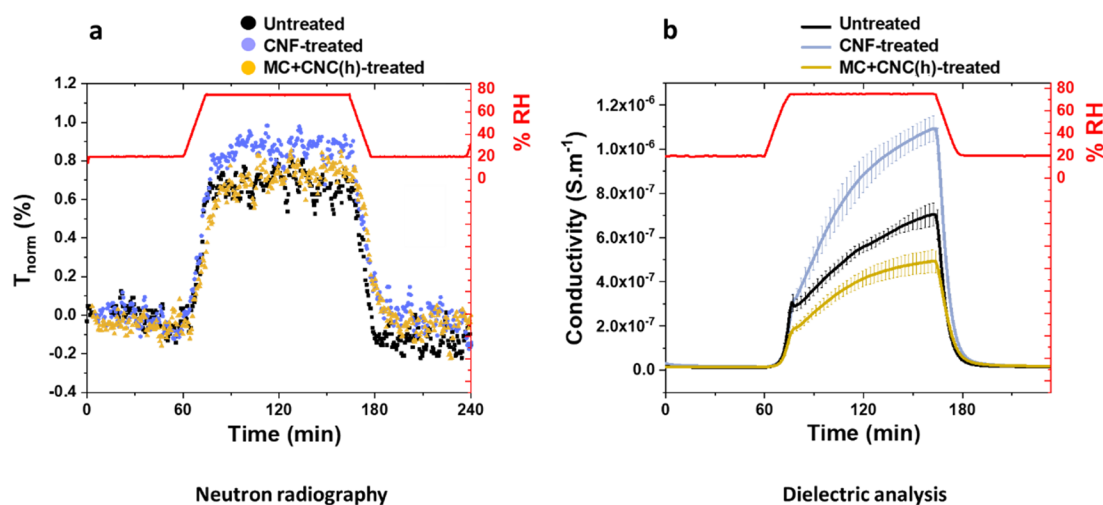 a
Untreated
CNF-treated
MC+CNC(h)-treated
1.2
1.0
0.8
0.6
0.4
0.2
0.0
-0.2
-0.4
T_norm (%)
80
60
40
20
0
% RH
0 60 120 180 240
Time (min)
Neutron radiography
b
Untreated
CNF-treated
MC+CNC(h)-treated
1.2x10⁻⁶
1.0x10⁻⁶
8.0x10⁻⁷
6.0x10⁻⁷
4.0x10⁻⁷
2.0x10⁻⁷
0.0
Conductivity (S.m⁻¹)
80
60
40
20
0
% RH
0 60 120 180
Time (min)
Dielectric analysis